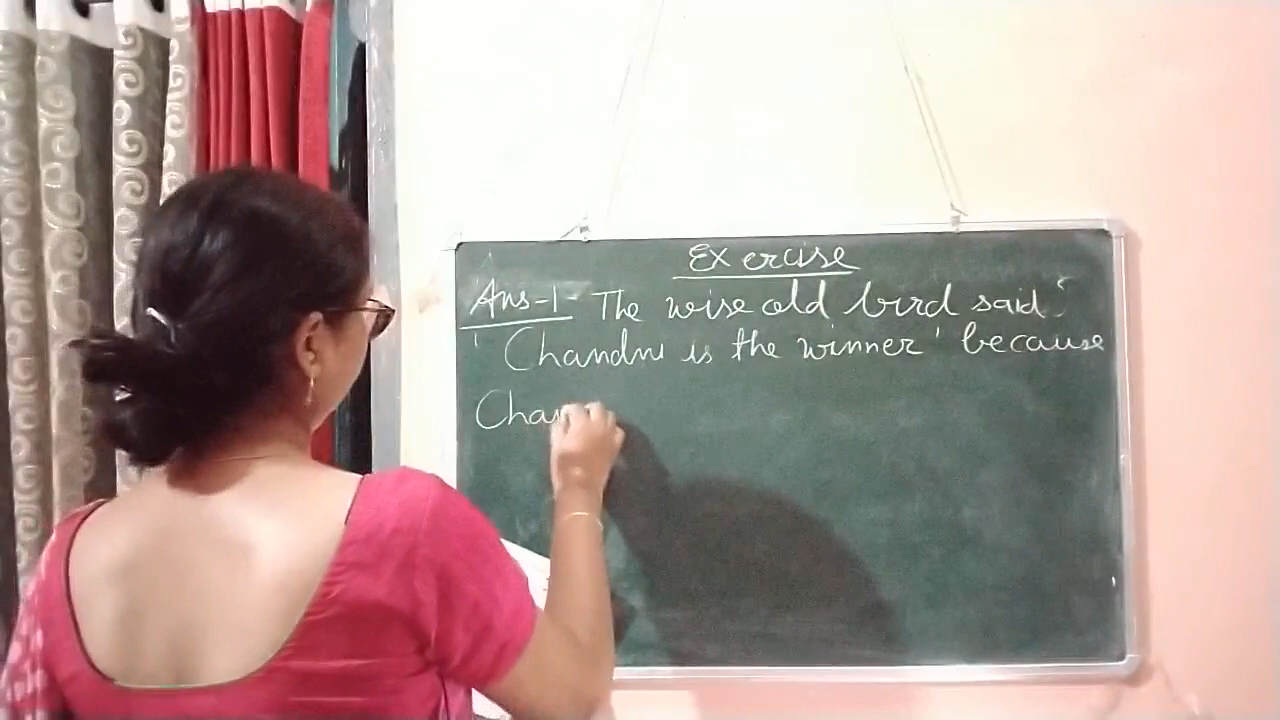 Exercise
Ans-1- The wise old bird said,
' Chandni is the winner ' because
Chan